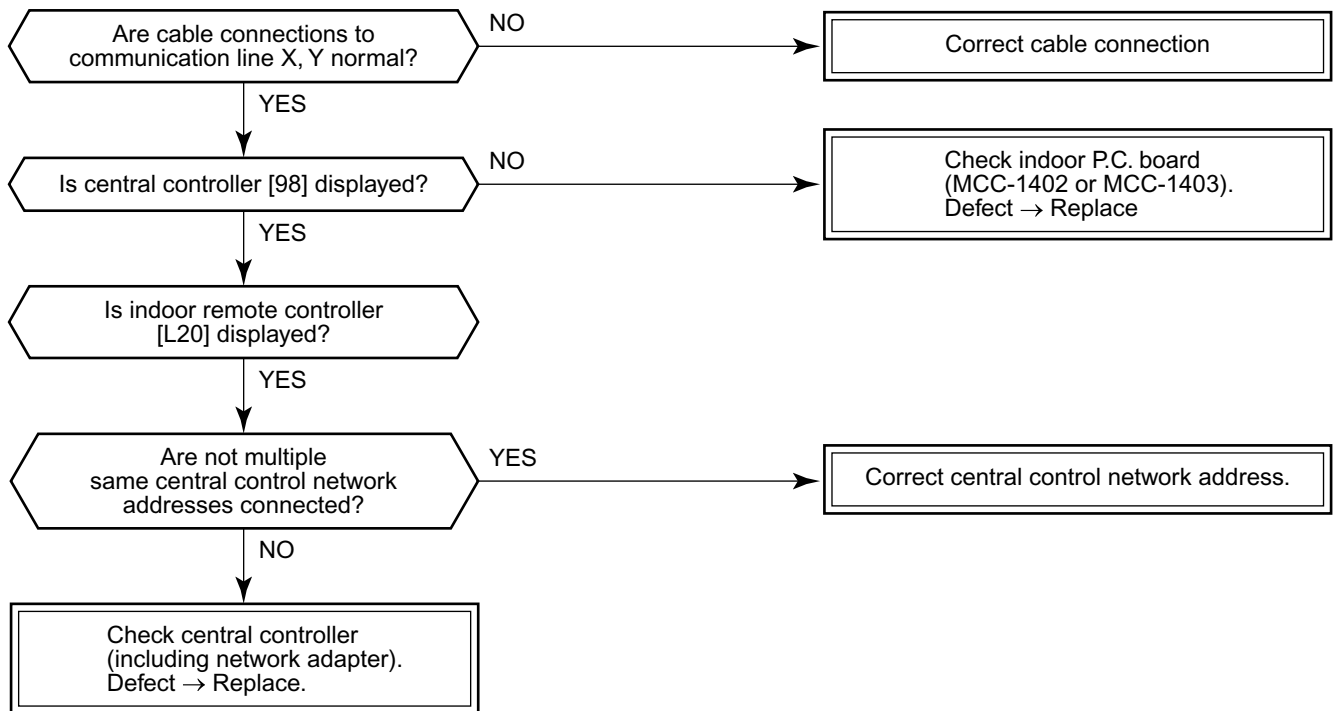 Are cable connections to
communication line X, Y normal?
NO
Correct cable connection
YES
Is central controller [98] displayed?
NO
Check indoor P.C. board
(MCC-1402 or MCC-1403).
Defect → Replace
YES
Is indoor remote controller
[L20] displayed?
YES
Are not multiple
same central control network
addresses connected?
YES
Correct central control network address.
NO
Check central controller
(including network adapter).
Defect → Replace.